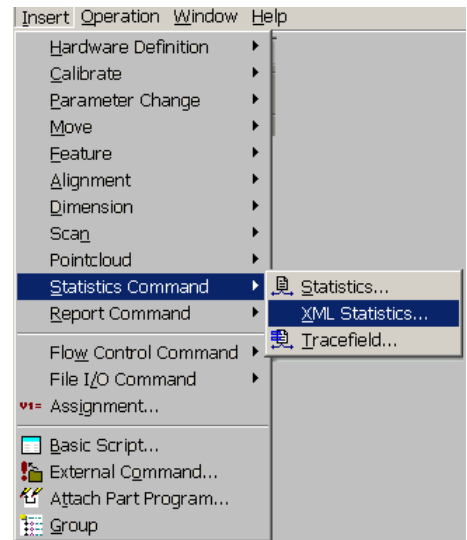 Insert Operation Window Help
Hardware Definition
Calibrate
Parameter Change
Move
Feature
Alignment
Dimension
Scan
Pointcloud
Statistics Command
Statistics...
Report Command
XML Statistics...
Tracefield...
Flow Control Command
File I/O Command
V1= Assignment...
Basic Script...
External Command...
Attach Part Program...
Group